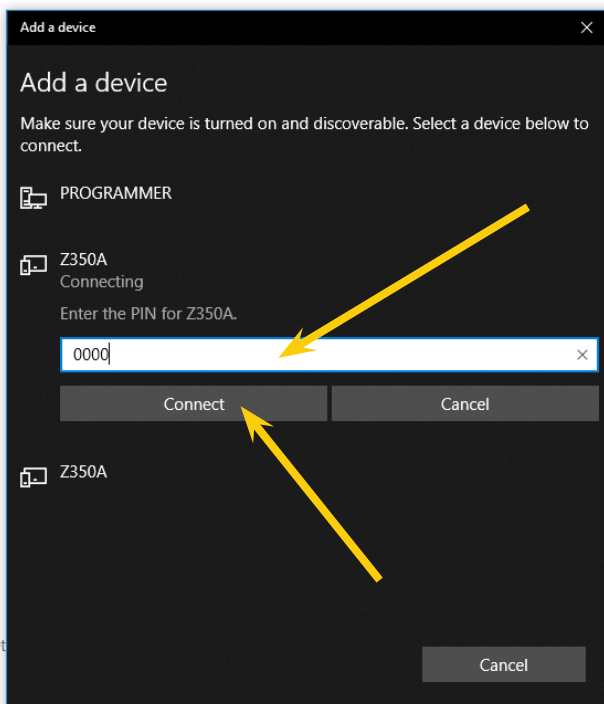 Add a device
Add a device
Make sure your device is turned on and discoverable. Select a device below to
connect.
PROGRAMMER
Z350A
Connecting
Enter the PIN for Z350A.
0000
Connect
Cancel
Z350A
Cancel